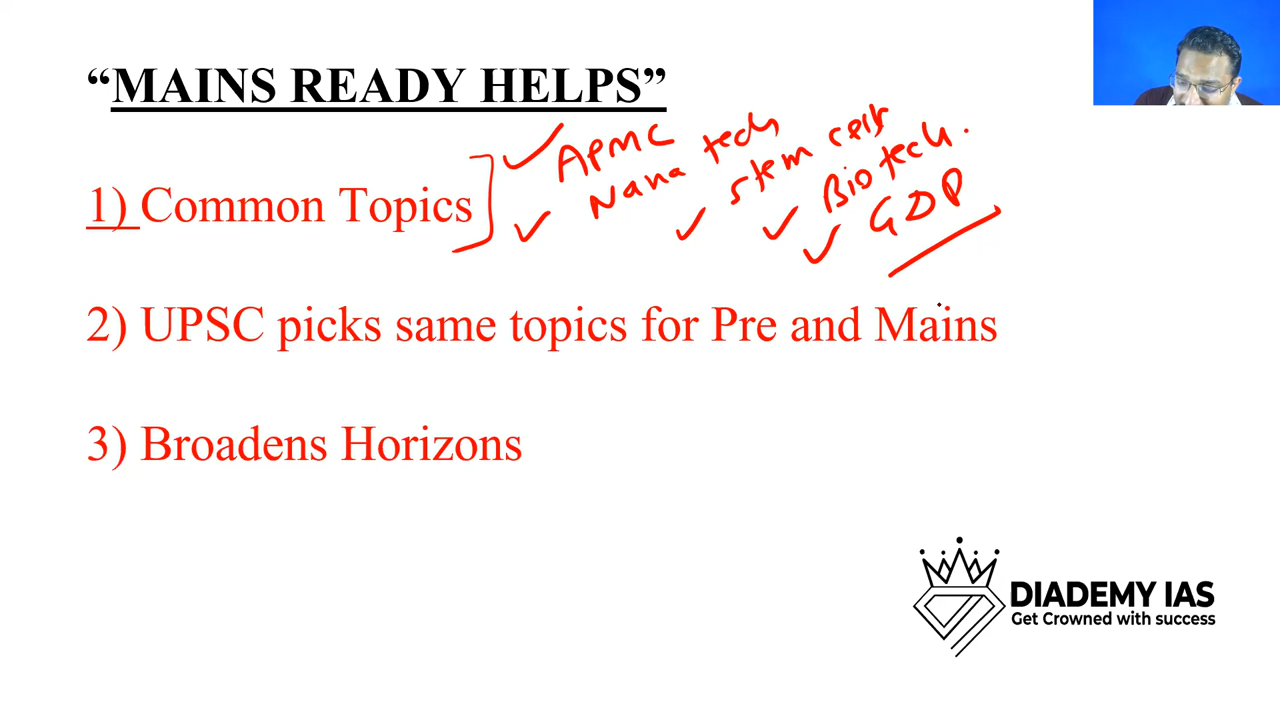 “MAINS READY HELPS”
1) Common Topics
APMC
Nana tech
stem cells
Biotech.
GDP
2) UPSC picks same topics for Pre and Mains
3) Broadens Horizons
DIADEMY IAS
Get Crowned with success